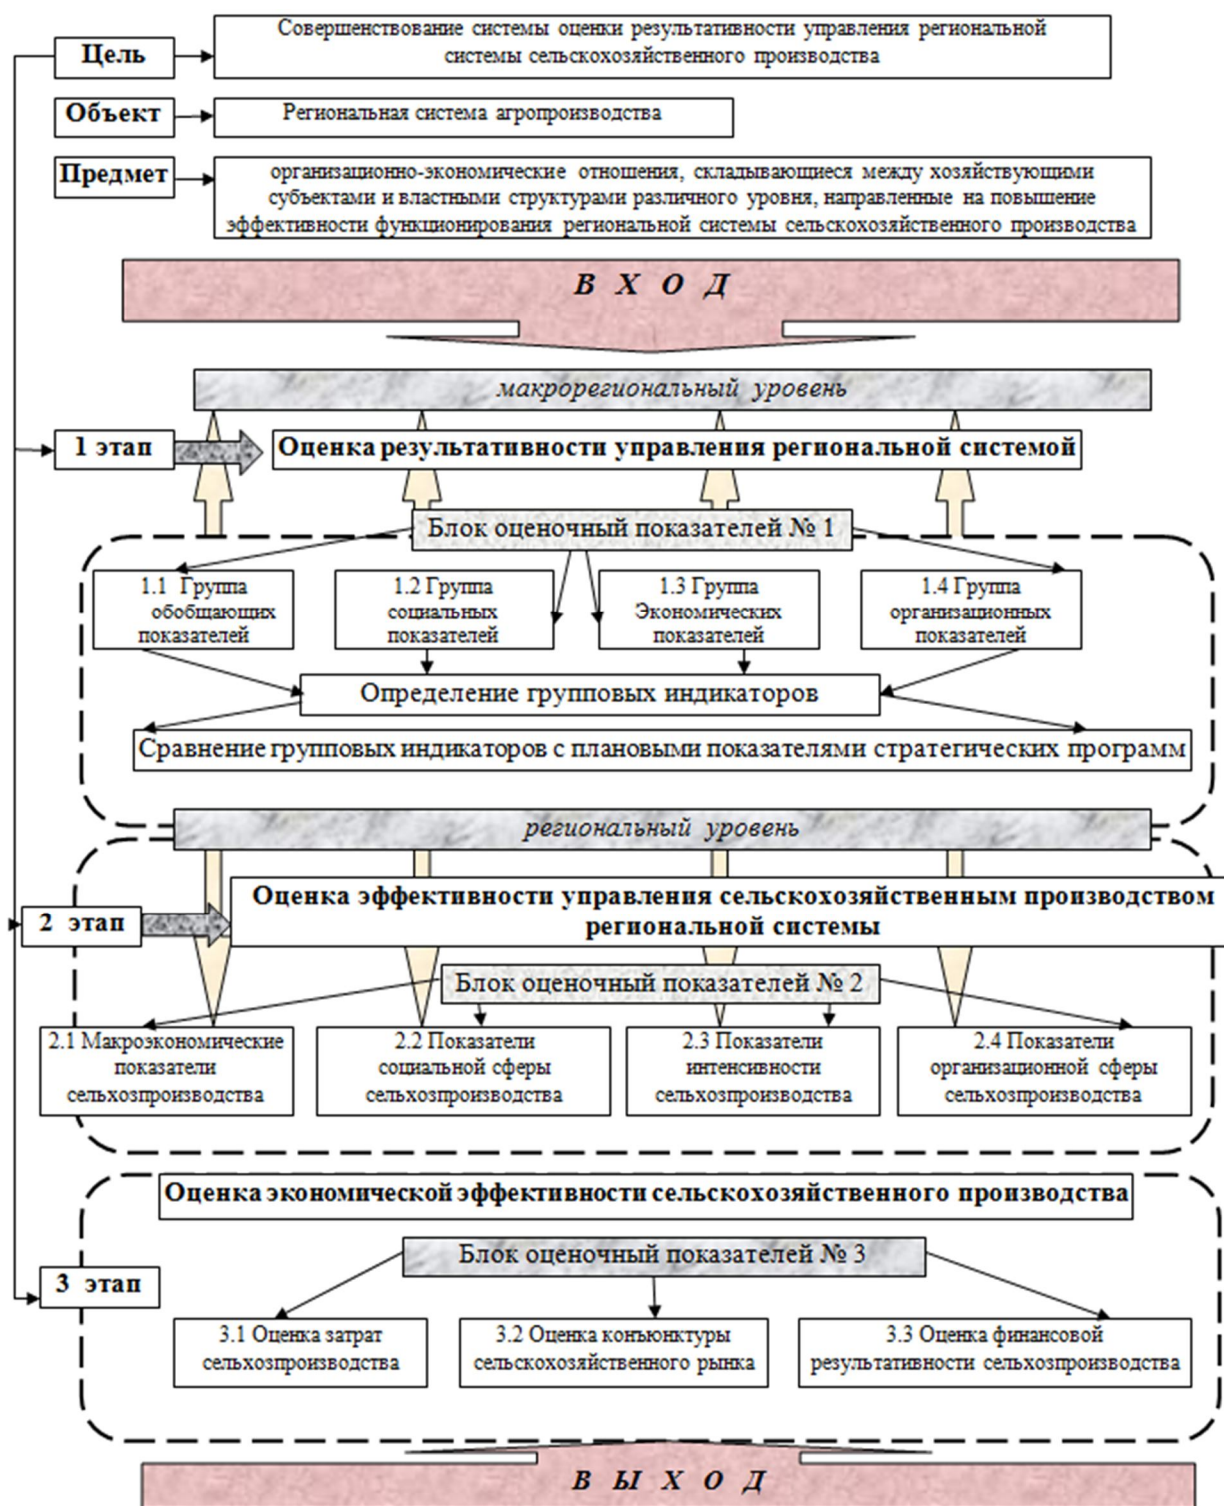 Цель
Совершенствование системы оценки результативности управления региональной
системы сельскохозяйственного производства
Объект
Региональная система агропроизводства
Предмет
организационно-экономические отношения, складывающиеся между хозяйствующими
субъектами и властными структурами различного уровня, направленные на повышение
эффективности функционирования региональной системы сельскохозяйственного производства
В Х О Д
макрорегиональный уровень
1 этап
Оценка результативности управления региональной системой
Блок оценочный показателей № 1
1.1 Группа
обобщающих
показателей
1.2 Группа
социальных
показателей
1.3 Группа
Экономических
показателей
1.4 Группа
организационных
показателей
Определение групповых индикаторов
Сравнение групповых индикаторов с плановыми показателями стратегических программ
региональный уровень
2 этап
Оценка эффективности управления сельскохозяйственным производством
региональной системы
Блок оценочный показателей № 2
2.1 Макроэкономические
показатели
сельхозпроизводства
2.2 Показатели
социальной сферы
сельхозпроизводства
2.3 Показатели
интенсивности
сельхозпроизводства
2.4 Показатели
организационной сферы
сельхозпроизводства
Оценка экономической эффективности сельскохозяйственного производства
Блок оценочный показателей № 3
3 этап
3.1 Оценка затрат
сельхозпроизводства
3.2 Оценка конъюнктуры
сельскохозяйственного рынка
3.3 Оценка финансовой
результативности сельхозпроизводства
В Ы Х О Д